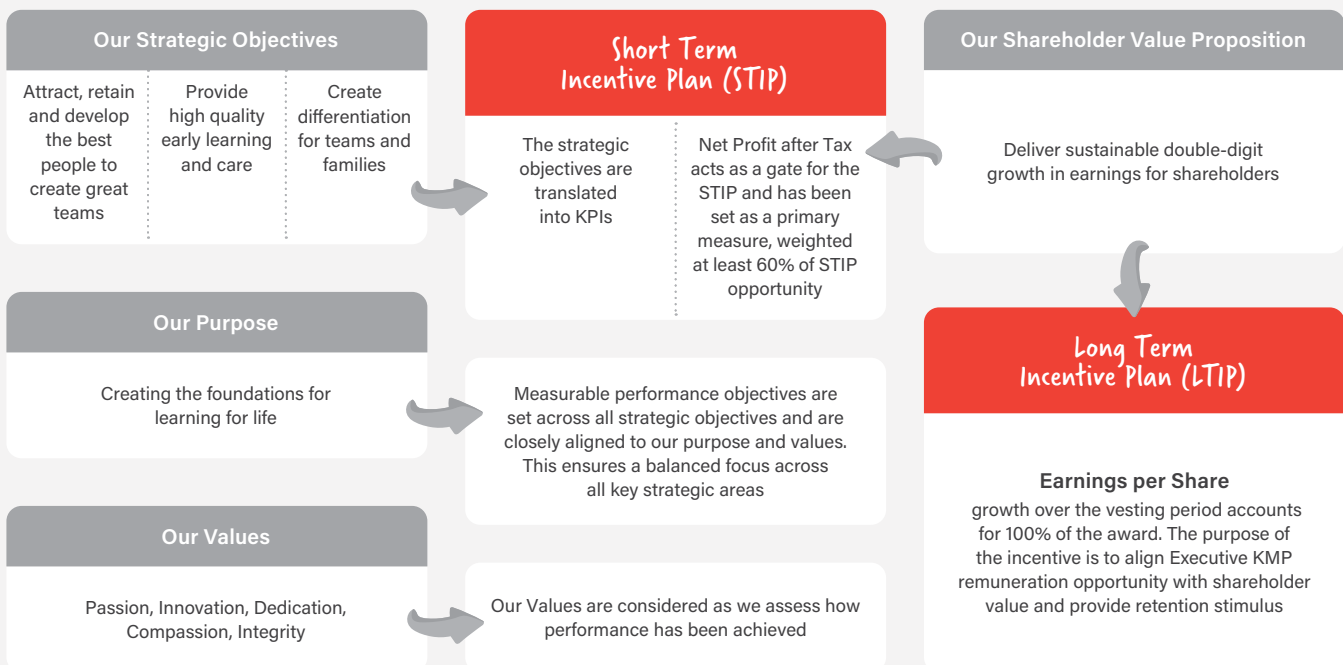 Our Strategic Objectives
Attract, retain
and develop
the best
people to
create great
teams
Provide
high quality
early learning
and care
Create
differentiation
for teams and
families
Short Term
Incentive Plan (STIP)
The strategic
objectives are
translated
into KPIs
Net Profit after Tax
acts as a gate for the
STIP and has been
set as a primary
measure, weighted
at least 60% of STIP
opportunity
Our Shareholder Value Proposition
Deliver sustainable double-digit
growth in earnings for shareholders
Our Purpose
Creating the foundations for
learning for life
Measurable performance objectives are
set across all strategic objectives and are
closely aligned to our purpose and values.
This ensures a balanced focus across
all key strategic areas
Long Term
Incentive Plan (LTIP)
Earnings per Share
growth over the vesting period accounts
for 100% of the award. The purpose of
the incentive is to align Executive KMP
remuneration opportunity with shareholder
value and provide retention stimulus
Our Values
Passion, Innovation, Dedication,
Compassion, Integrity
Our Values are considered as we assess how
performance has been achieved